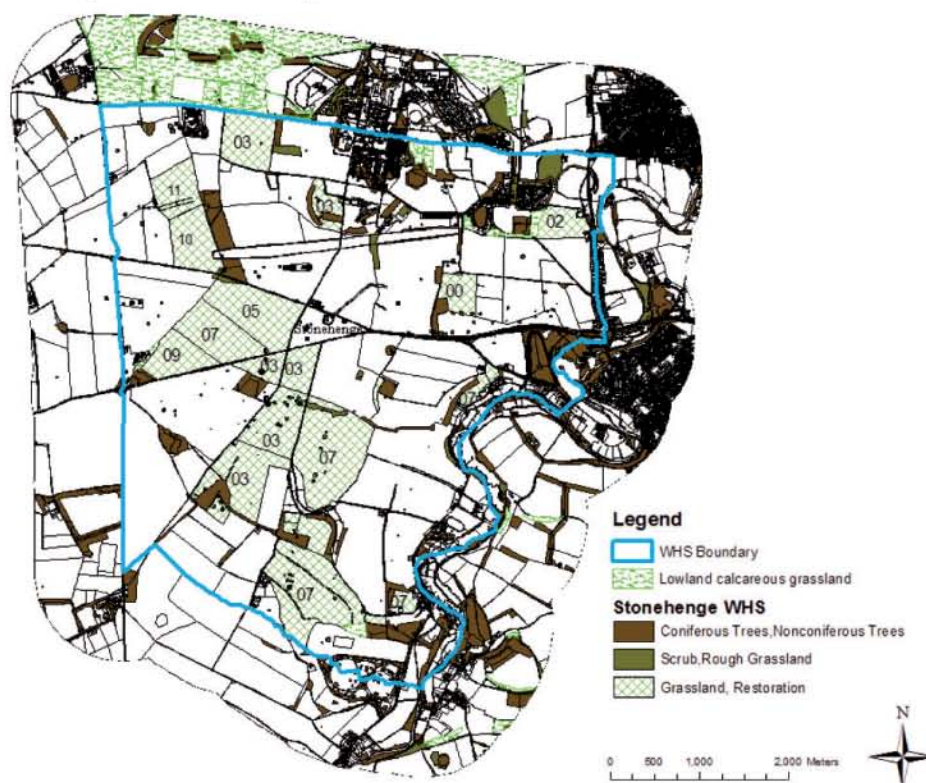 03
11
03
02
10
00
05
Stonehenge
07
09
03
03
07
03
07
03
07
07
Legend
WHS Boundary
Lowland calcareous grassland
Stonehenge WHS
Coniferous Trees,Nonconiferous Trees
Scrub,Rough Grassland
Grassland, Restoration
N
0 500 1,000 2,000 Meters